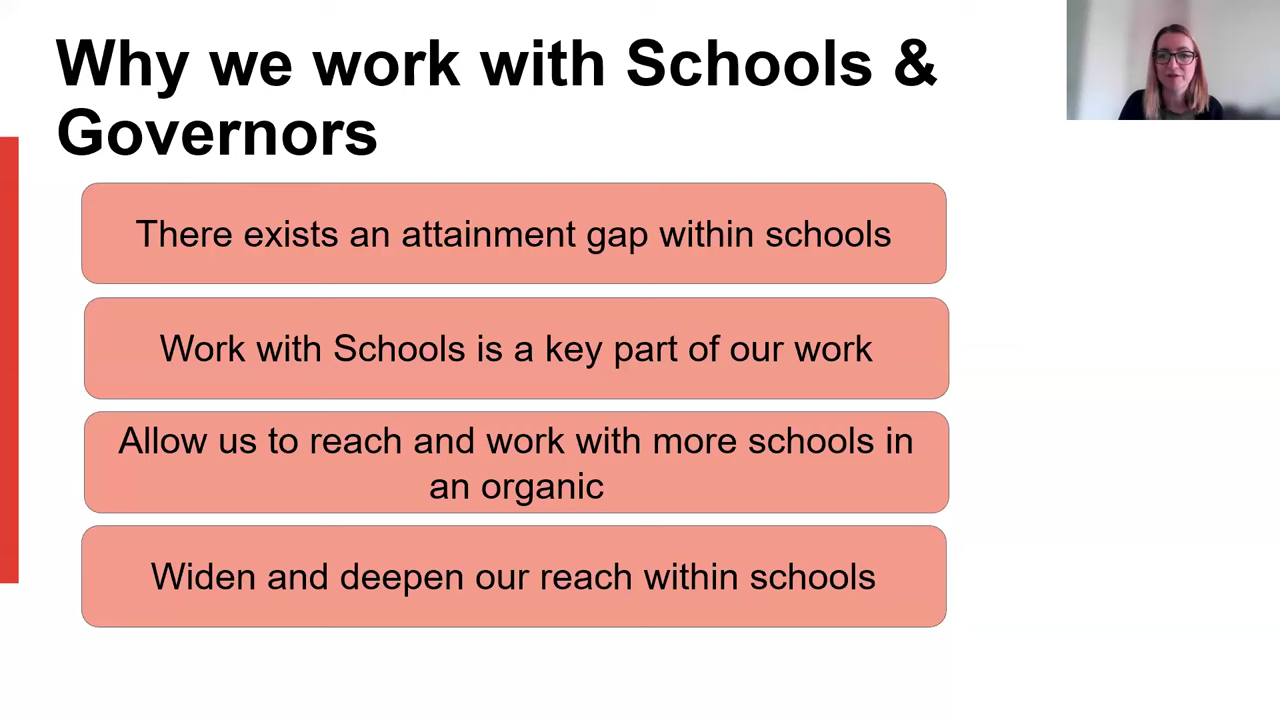 Why we work with Schools &
Governors
There exists an attainment gap within schools
Work with Schools is a key part of our work
Allow us to reach and work with more schools in
an organic
Widen and deepen our reach within schools